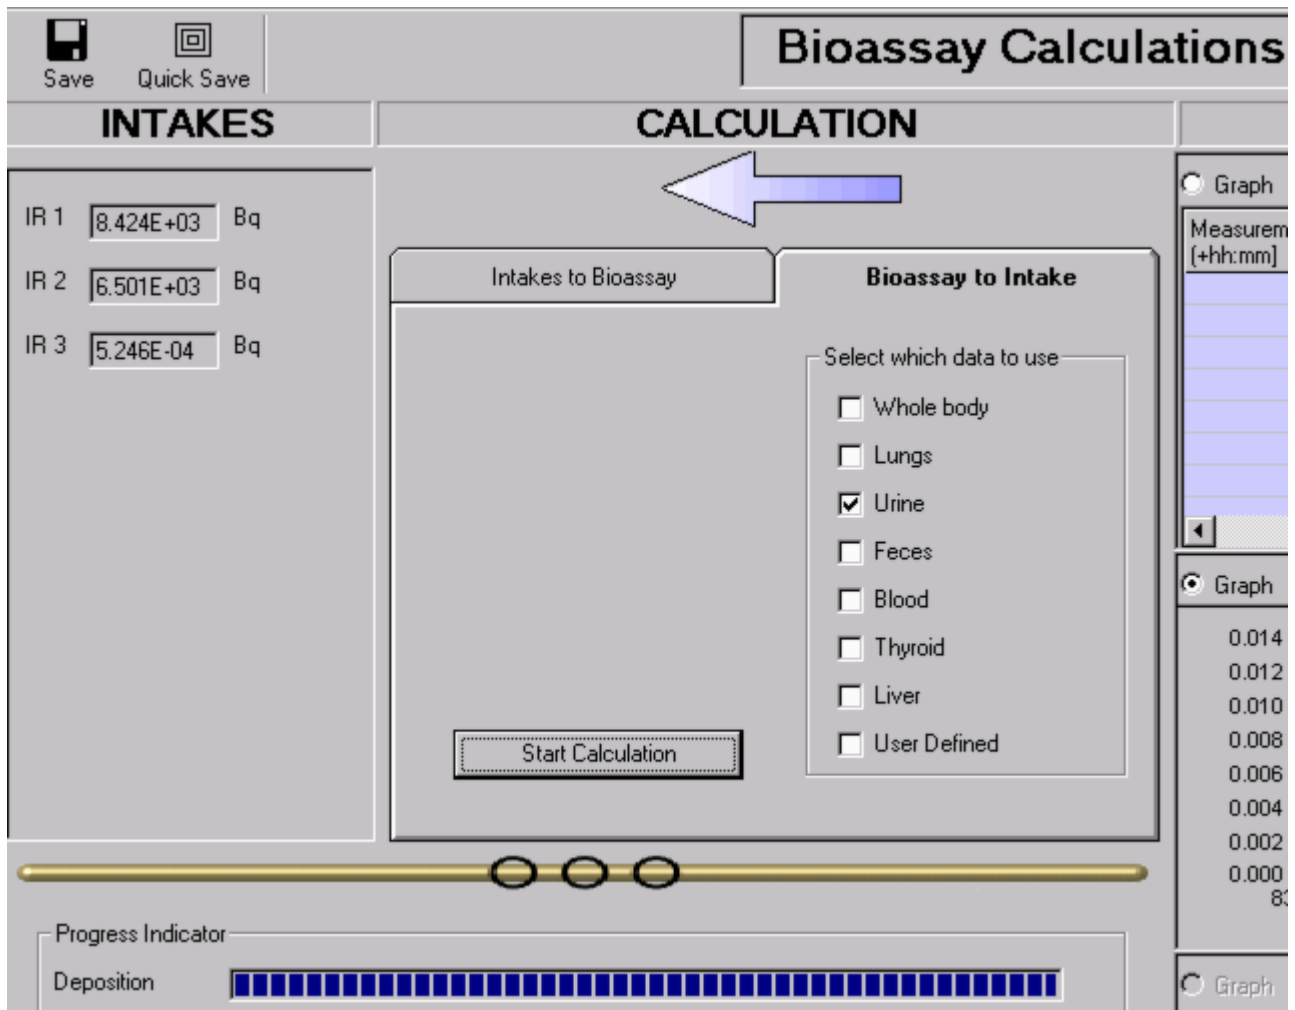 Save
Quick Save
Bioassay Calculations
INTAKES
CALCULATION
IR 1 8.424E+03 Bq
IR 2 6.501E+03 Bq
IR 3 5.246E-04 Bq
Intakes to Bioassay
Bioassay to Intake
Select which data to use
Whole body
Lungs
Urine
Feces
Blood
Thyroid
Liver
User Defined
Start Calculation
Graph
Measurem
[+hh:mm]
Graph
0.014
0.012
0.010
0.008
0.006
0.004
0.002
0.000
Progress Indicator
Deposition
Graph